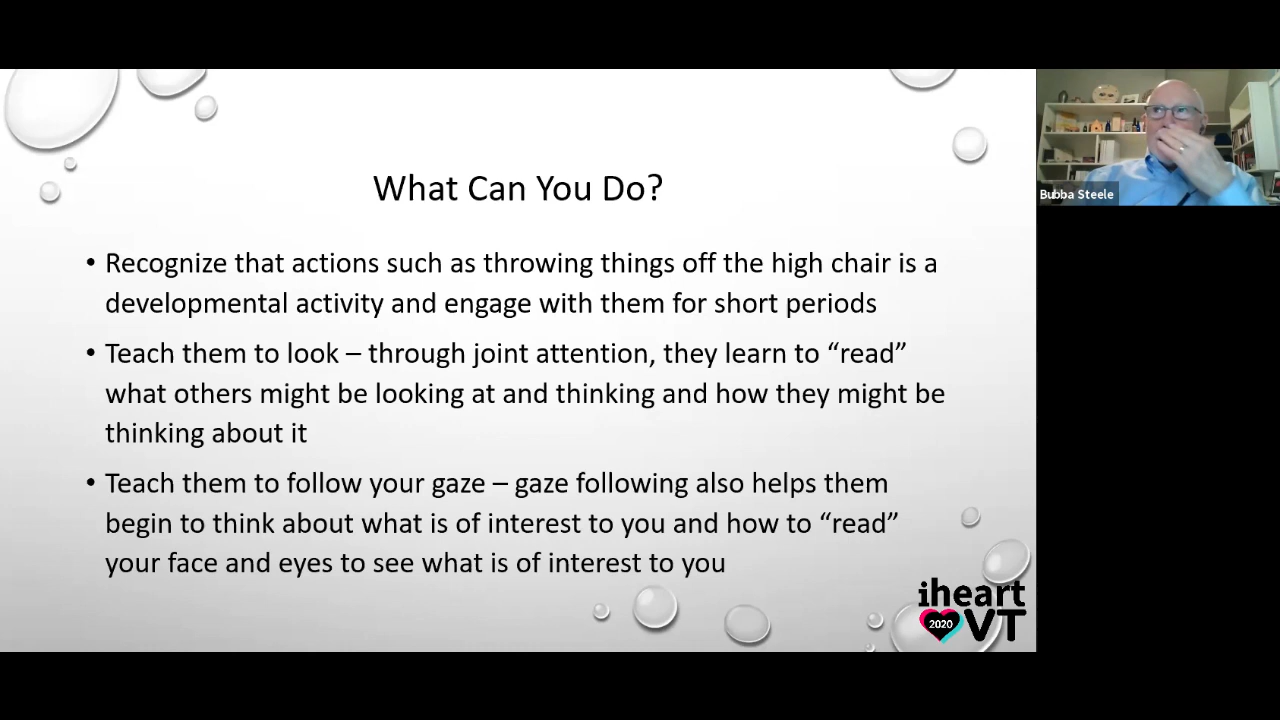 What Can You Do?
• Recognize that actions such as throwing things off the high chair is a
developmental activity and engage with them for short periods
• Teach them to look – through joint attention, they learn to “read”
what others might be looking at and thinking and how they might be
thinking about it
• Teach them to follow your gaze – gaze following also helps them
begin to think about what is of interest to you and how to “read”
your face and eyes to see what is of interest to you
iheart
2020 VT
Bubba Steele